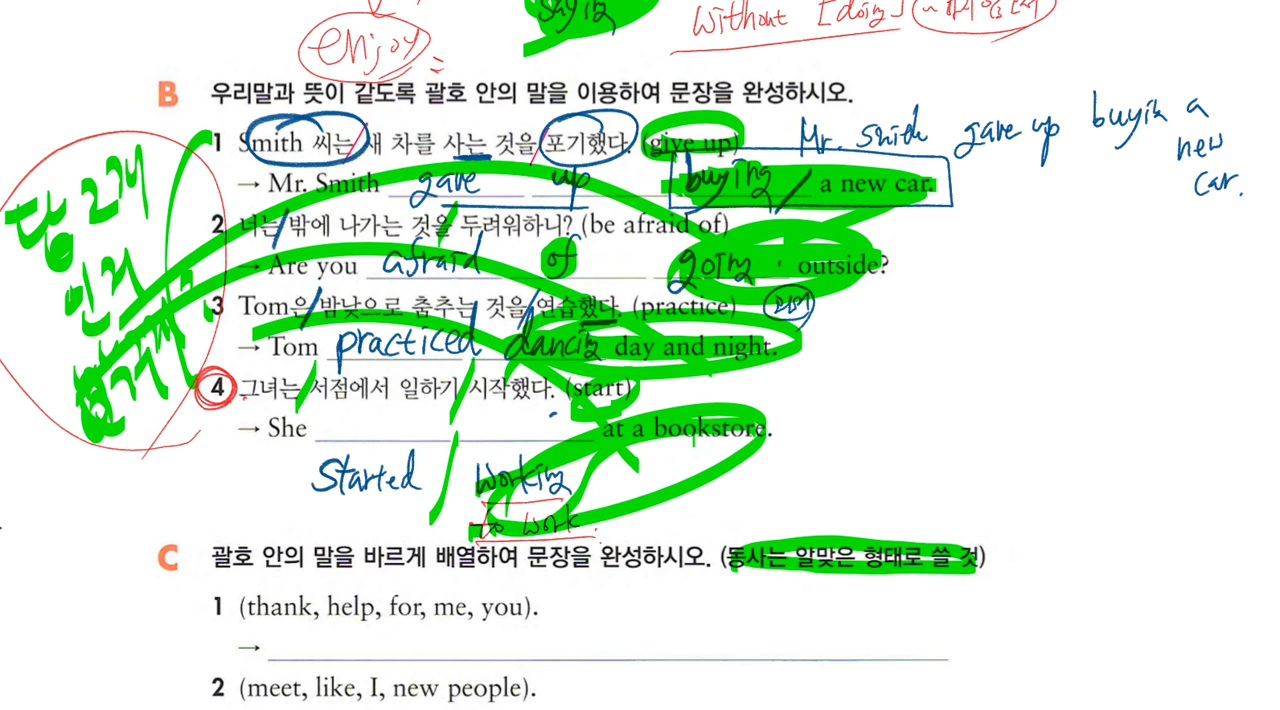 saying
without [doing]
enjoy
B 우리말과 뜻이 같도록 괄호 안의 말을 이용하여 문장을 완성하시오.
1 Smith 씨는 새 차를 사는 것을 포기했다. (give up)
Mr. Smith gave up buyin a
new
car.
→ Mr. Smith gave up buying a new car.
2 너는 밖에 나가는 것을 두려워하니? (be afraid of)
→ Are you afraid of going outside?
3 Tom은 밤낮으로 춤추는 것을 연습했다. (practice)
→ Tom practiced dancing day and night.
4 그녀는 서점에서 일하기 시작했다. (start)
→ She at a bookstore.
Started working
to work
C 괄호 안의 말을 바르게 배열하여 문장을 완성하시오. (동사는 알맞은 형태로 쓸 것)
1 (thank, help, for, me, you).
→
2 (meet, like, I, new people).